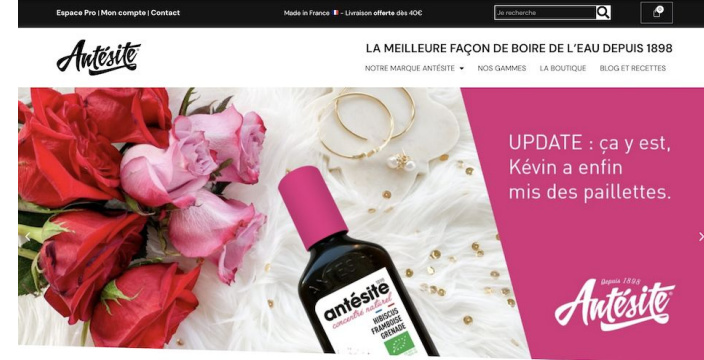 Espace Pro | Mon compte | Contact
Made in France 🇫🇷 - Livraison offerte dès 40€
Je recherche
0
Antésite
LA MEILLEURE FAÇON DE BOIRE DE L'EAU DEPUIS 1898
NOTRE MARQUE ANTÉSITE
NOS GAMMES
LA BOUTIQUE
BLOG ET RECETTES
UPDATE : ça y est,
Kévin a enfin
mis des paillettes.
antésite
concentré naturel
HIBISCUS
FRAMBOISE
GRENADE
Depuis 1898
Antésite